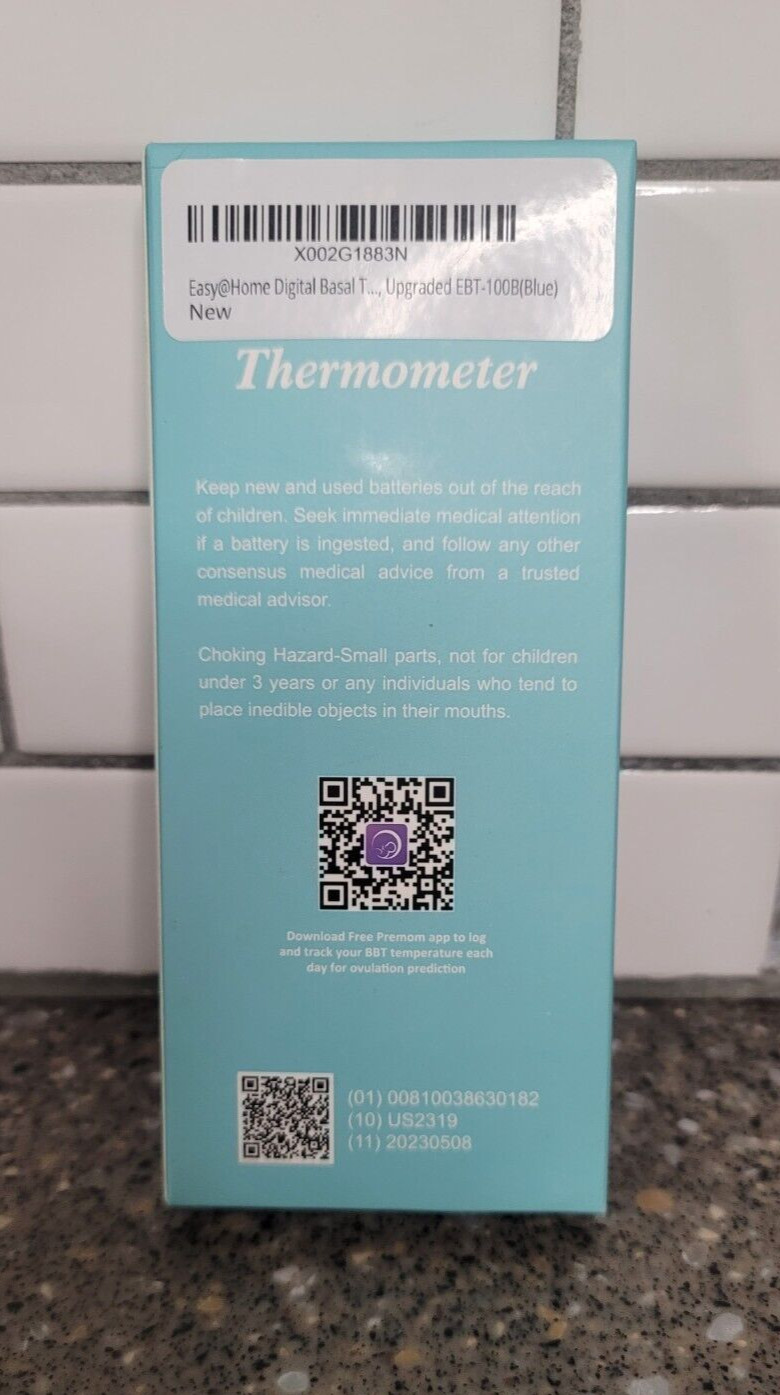 X002G1883N
Easy@Home Digital Basal T..., Upgraded EBT-100B(Blue)
New
Thermometer
Keep new and used batteries out of the reach
of children. Seek immediate medical attention
if a battery is ingested, and follow any other
consensus medical advice from a trusted
medical advisor.
Choking Hazard-Small parts, not for children
under 3 years or any individuals who tend to
place inedible objects in their mouths.
Download Free Premom app to log
and track your BBT temperature each
day for ovulation prediction
(01) 00810038630182
(10) US2319
(11) 20230508